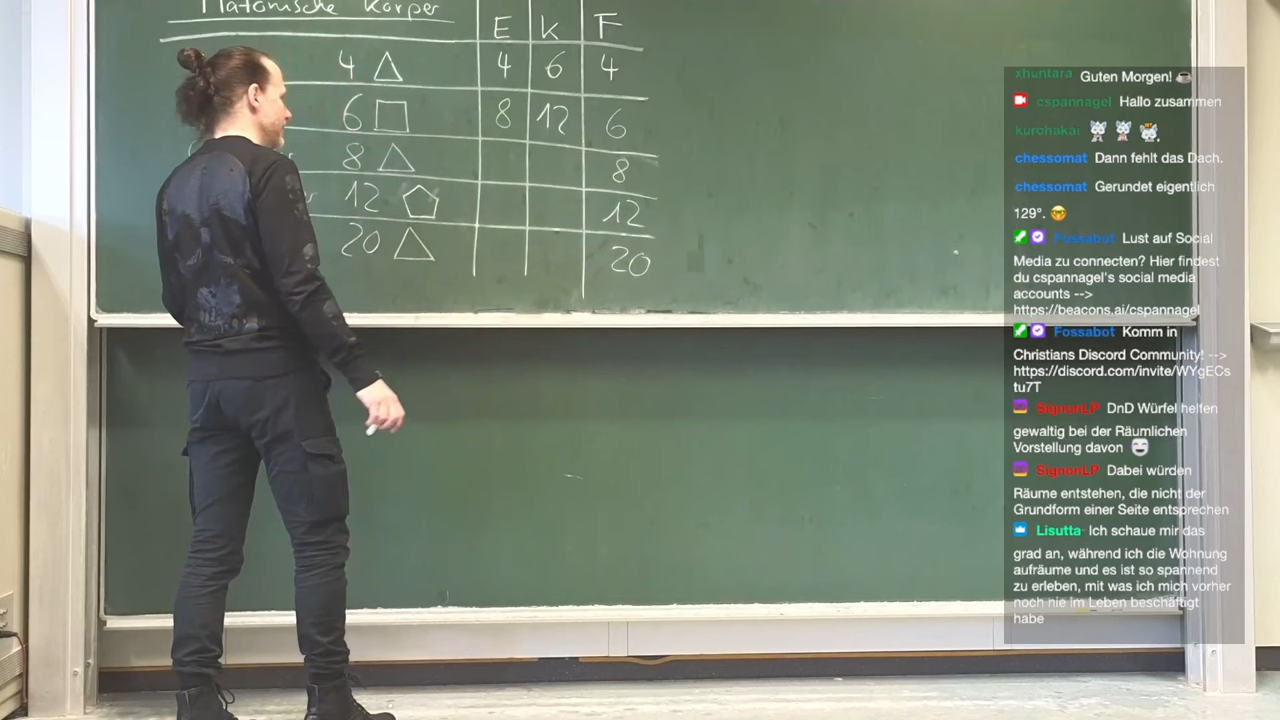 Platonische Körper
E K F
4 △ 4 6 4
6 □ 8 12 6
8 △ 8
12 ⬠ 12
20 △ 20
xhuntara Guten Morgen! ☕
cspannagel Hallo zusammen
kurohakai
chessomat Dann fehlt das Dach.
chessomat Gerundet eigentlich
129°. 🤓
Fossabot Lust auf Social
Media zu connecten? Hier findest
du cspannagel's social media
accounts -->
https://beacons.ai/cspannagel
Fossabot Komm in
Christians Discord Community! -->
https://discord.com/invite/WYgECs
tu7T
SignonLP DnD Würfel helfen
gewaltig bei der Räumlichen
Vorstellung davon
SignonLP Dabei würden
Räume entstehen, die nicht der
Grundform einer Seite entsprechen
Lisutta Ich schaue mir das
grad an, während ich die Wohnung
aufräume und es ist so spannend
zu erleben, mit was ich mich vorher
noch nie im Leben beschäftigt
habe